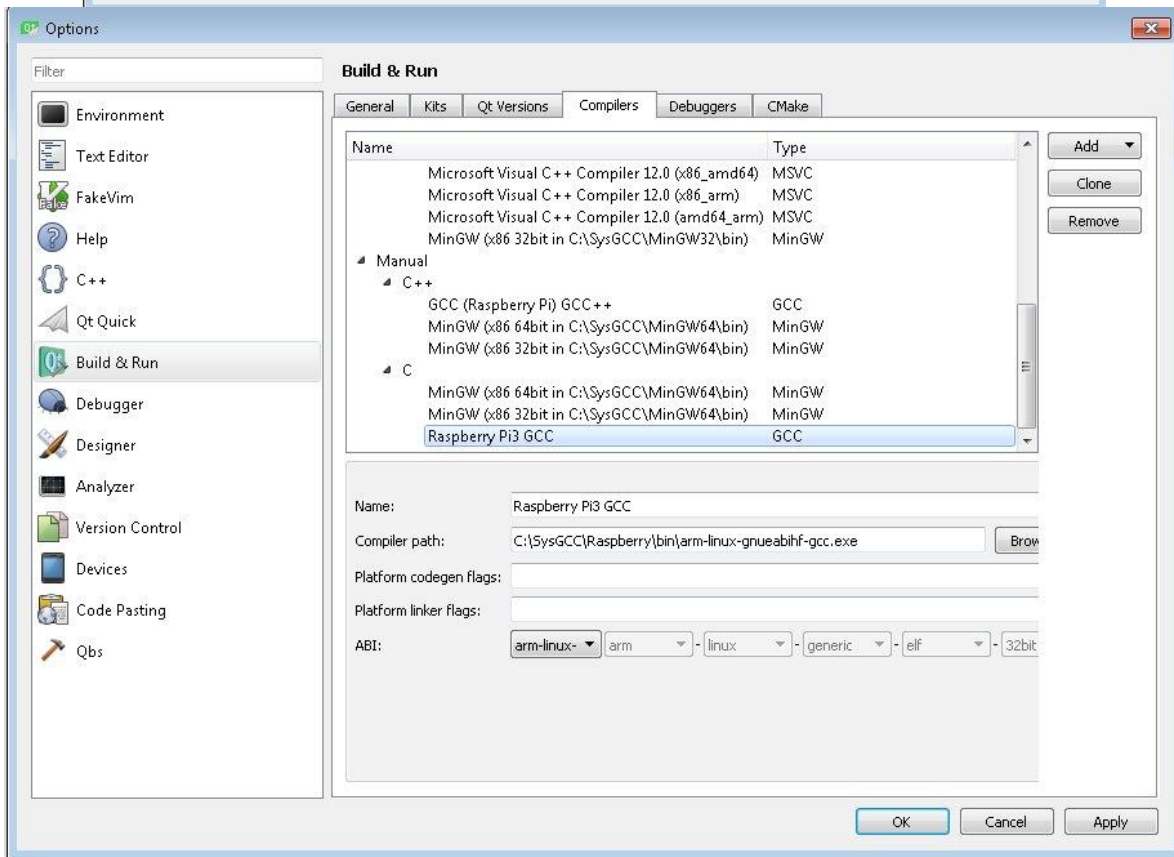 Options
Filter
Environment
Text Editor
FakeVim
Help
C++
Qt Quick
Build & Run
Debugger
Designer
Analyzer
Version Control
Devices
Code Pasting
Qbs
Build & Run
General Kits Qt Versions Compilers Debuggers CMake
Name Type
Microsoft Visual C++ Compiler 12.0 (x86_amd64) MSVC
Microsoft Visual C++ Compiler 12.0 (x86_arm) MSVC
Microsoft Visual C++ Compiler 12.0 (amd64_arm) MSVC
MinGW (x86 32bit in C:\SysGCC\MinGW32\bin) MinGW
Manual
C++
GCC (Raspberry Pi) GCC++ GCC
MinGW (x86 64bit in C:\SysGCC\MinGW64\bin) MinGW
MinGW (x86 32bit in C:\SysGCC\MinGW64\bin) MinGW
C
MinGW (x86 64bit in C:\SysGCC\MinGW64\bin) MinGW
MinGW (x86 32bit in C:\SysGCC\MinGW64\bin) MinGW
Raspberry Pi3 GCC GCC
Add
Clone
Remove
Name: Raspberry Pi3 GCC
Compiler path: C:\SysGCC\Raspberry\bin\arm-linux-gnueabihf-gcc.exe Brow
Platform codegen flags:
Platform linker flags:
ABI: arm-linux- arm - linux - generic - elf - 32bit
OK Cancel Apply